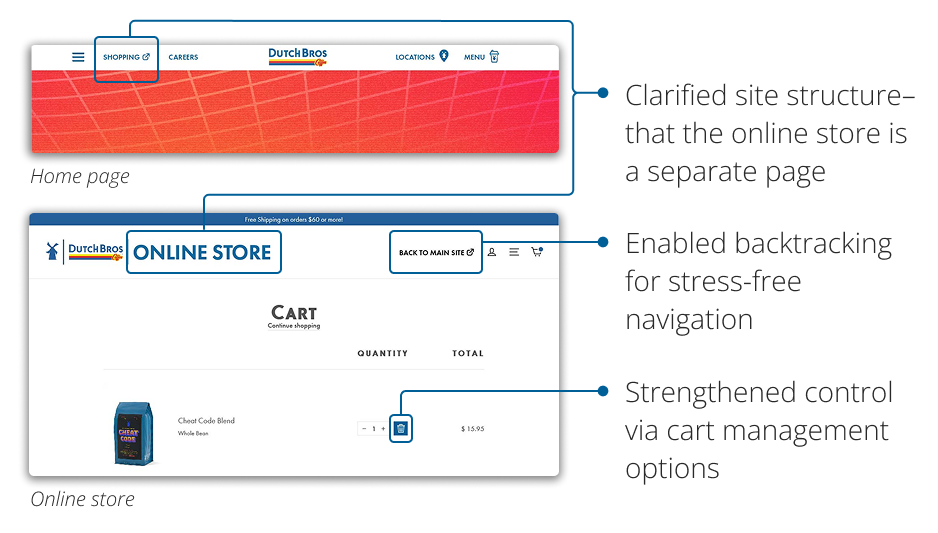 SHOPPING
CAREERS
DUTCH BROS
LOCATIONS
MENU
Home page
Clarified site structure–
that the online store is
a separate page
Free Shipping on orders $60 or more!
DUTCH BROS
ONLINE STORE
BACK TO MAIN SITE
Enabled backtracking
for stress-free
navigation
CART
Continue shopping
QUANTITY
TOTAL
CHEAT
CODE
Cheat Code Blend
Whole Bean
− 1 +
$ 15.95
Strengthened control
via cart management
options
Online store